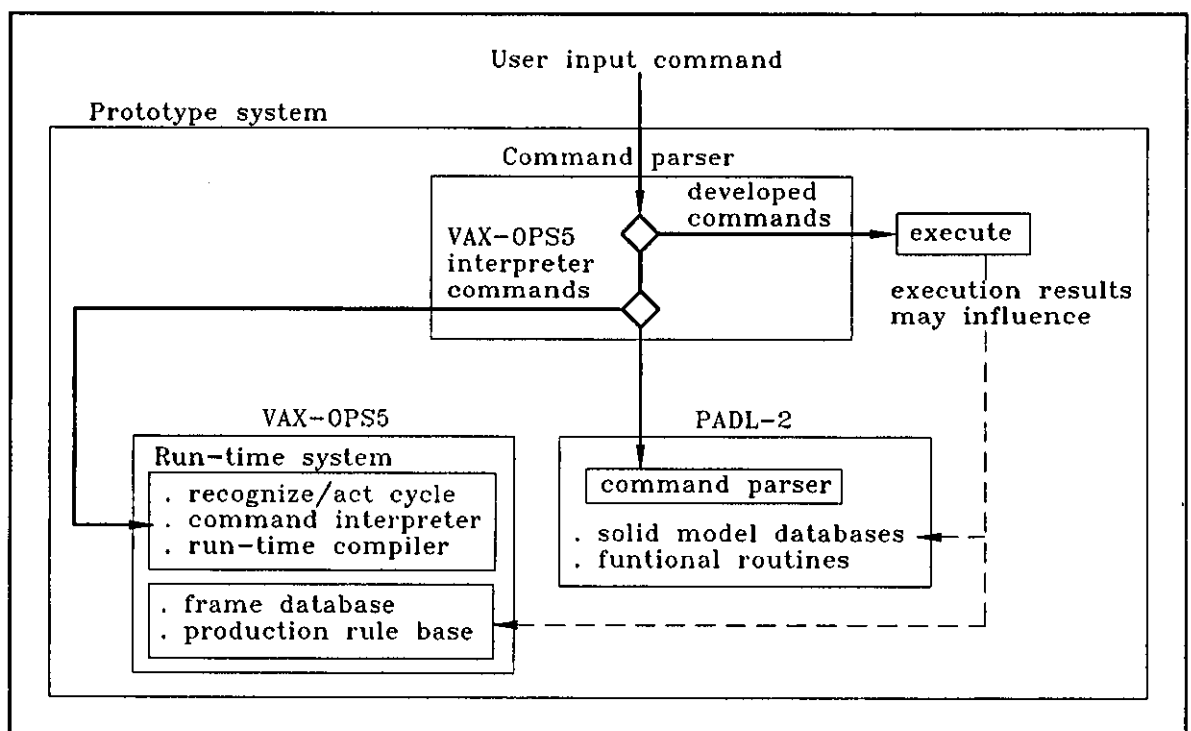 User input command
Prototype system
Command parser
developed
commands
VAX-OPS5
interpreter
commands
execute
execution results
may influence
VAX-OPS5
Run-time system
. recognize/act cycle
. command interpreter
. run-time compiler
. frame database
. production rule base
PADL-2
command parser
. solid model databases
. funtional routines